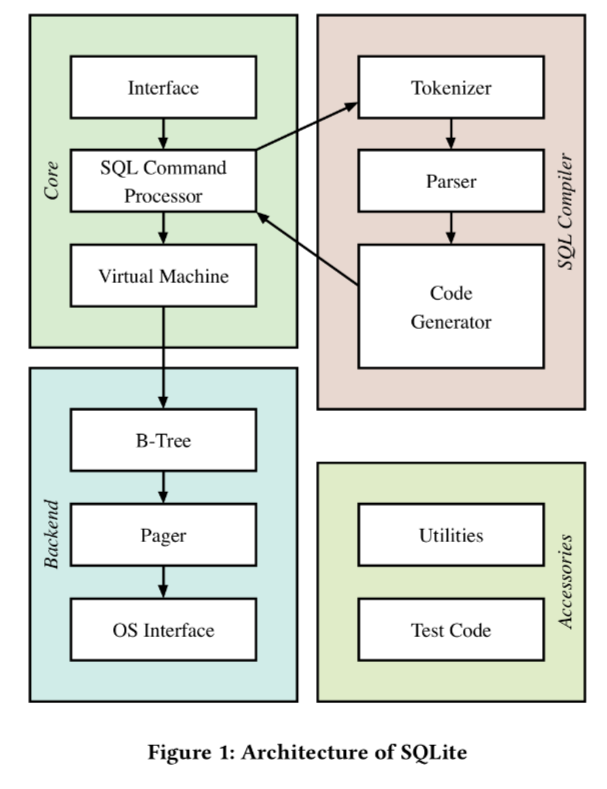 Core
Interface
SQL Command
Processor
Virtual Machine
SQL Compiler
Tokenizer
Parser
Code
Generator
Backend
B-Tree
Pager
OS Interface
Accessories
Utilities
Test Code
Figure 1: Architecture of SQLite